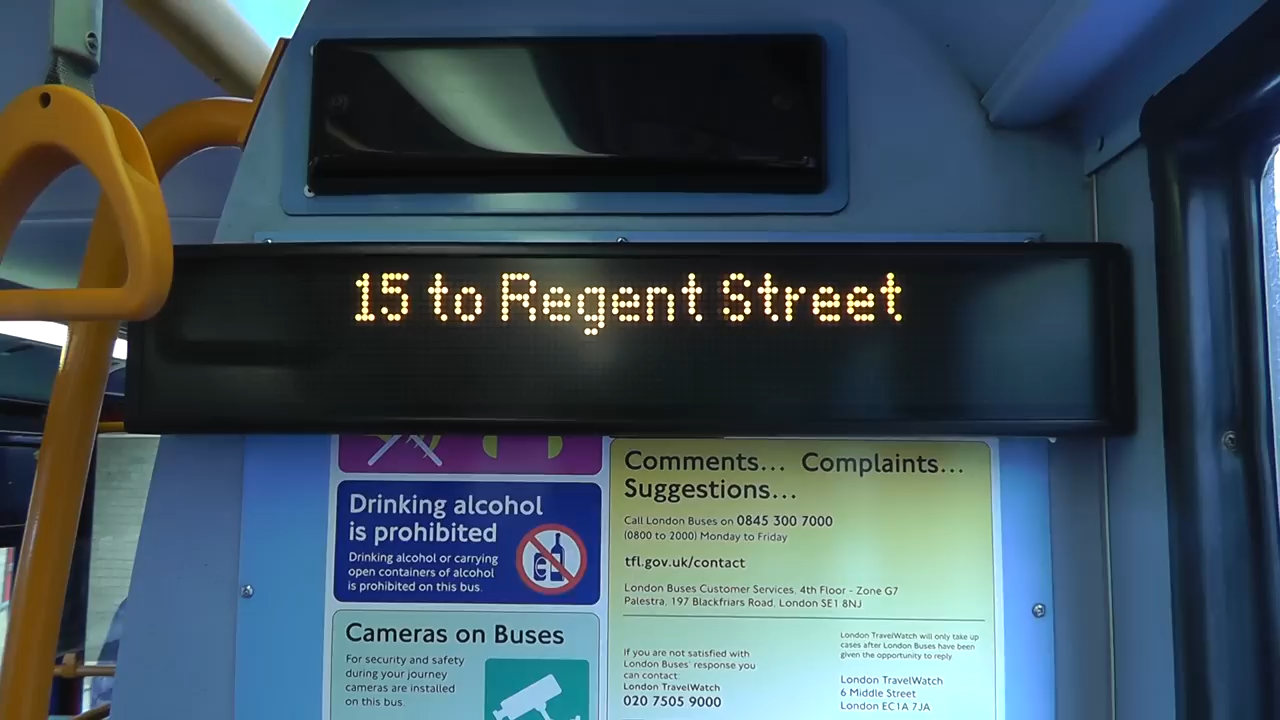 15 to Regent Street
Drinking alcohol
is prohibited
Drinking alcohol or carrying
open containers of alcohol
is prohibited on this bus.
Cameras on Buses
For security and safety
during your journey
cameras are installed
on this bus.
Comments... Complaints...
Suggestions...
Call London Buses on 0845 300 7000
(0800 to 2000) Monday to Friday
tfl.gov.uk/contact
London Buses Customer Services, 4th Floor - Zone G7
Palestra, 197 Blackfriars Road, London SE1 8NJ
If you are not satisfied with
London Buses' response you
can contact:
London TravelWatch
020 7505 9000
London TravelWatch will only take up
cases after London Buses have been
given the opportunity to reply
London TravelWatch
6 Middle Street
London EC1A 7JA